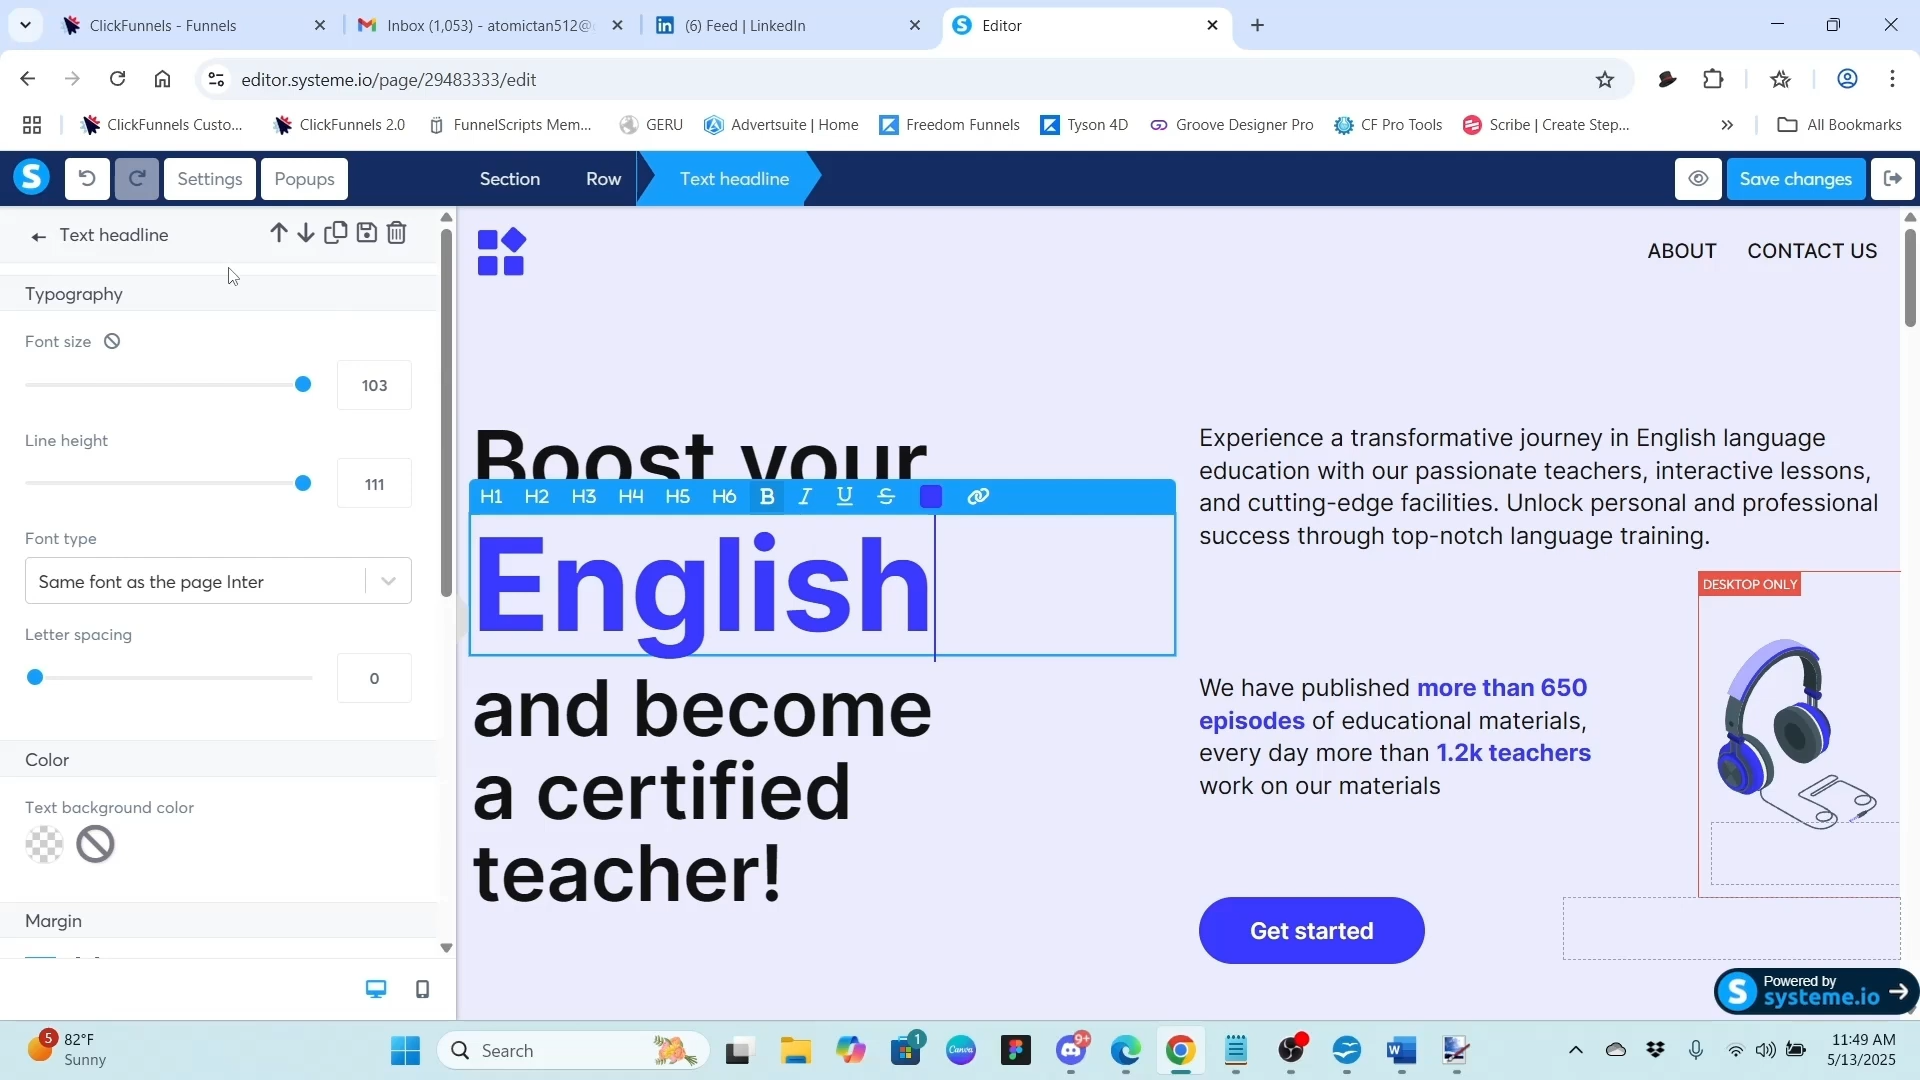 ClickFunnels - Funnels
Inbox (1,053) - atomictan512@
(6) Feed | LinkedIn
Editor
editor.systeme.io/page/29483333/edit
ClickFunnels Custo...
ClickFunnels 2.0
FunnelScripts Mem...
GERU
Advertsuite | Home
Freedom Funnels
Tyson 4D
Groove Designer Pro
CF Pro Tools
Scribe | Create Step...
All Bookmarks
S
Settings
Popups
Section
Row
Text headline
Save changes
Text headline
Typography
Font size
103
Line height
111
Font type
Same font as the page Inter
Letter spacing
0
Color
Text background color
Margin
ABOUT
CONTACT US
Boost your
H1 H2 H3 H4 H5 H6 B I U S
English
and become
a certified
teacher!
Experience a transformative journey in English language
education with our passionate teachers, interactive lessons,
and cutting-edge facilities. Unlock personal and professional
success through top-notch language training.
DESKTOP ONLY
We have published more than 650
episodes of educational materials,
every day more than 1.2k teachers
work on our materials
Get started
Powered by
systeme.io
5
82°F
Sunny
Search
1
Canva
9+
11:49 AM
5/13/2025